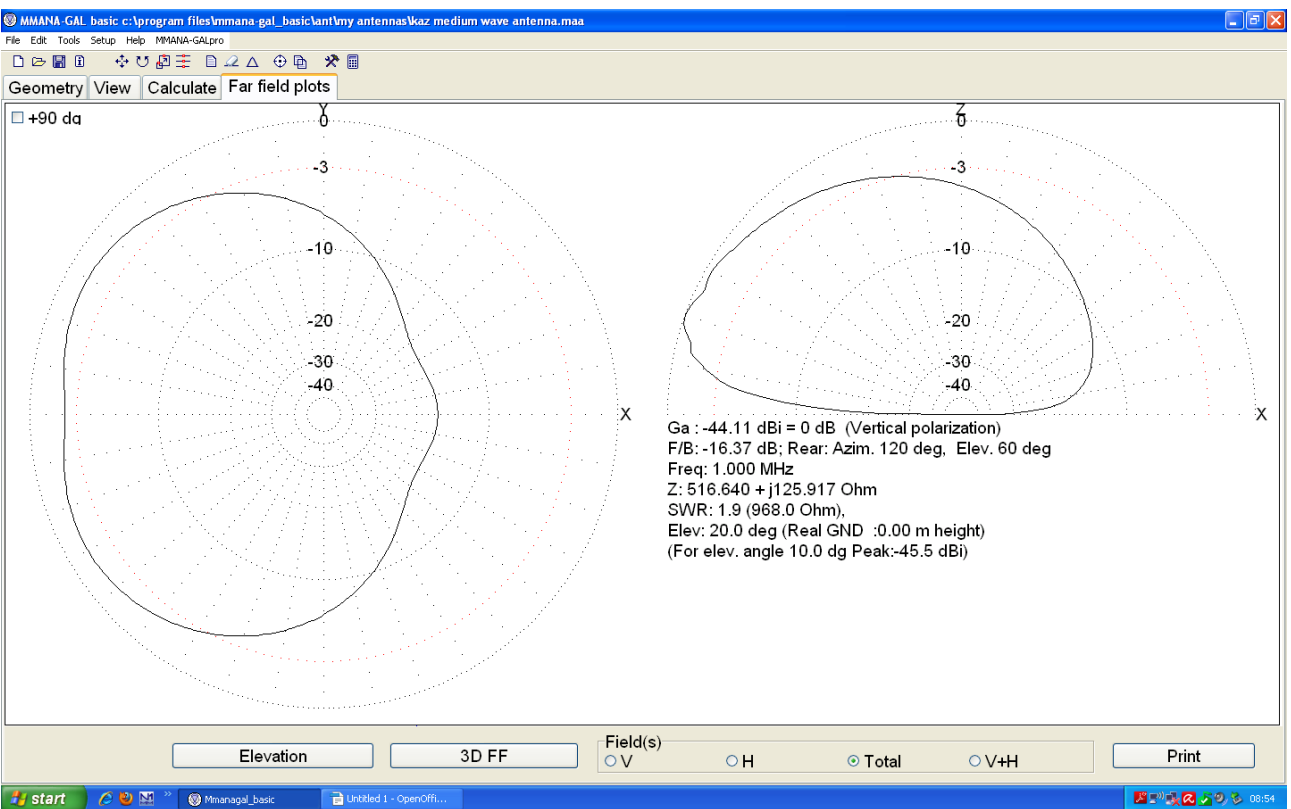 MMANA-GAL basic c:\program files\mmana-gal_basic\ant\my antennas\kaz medium wave antenna.maa
File Edit Tools Setup Help MMANA-GALpro
Geometry View Calculate Far field plots
+90 dg
Y
0
-3
-10
-20
-30
-40
X
Z
0
-3
-10
-20
-30
-40
X
Ga : -44.11 dBi = 0 dB (Vertical polarization)
F/B: -16.37 dB; Rear: Azim. 120 deg, Elev. 60 deg
Freq: 1.000 MHz
Z: 516.640 + j125.917 Ohm
SWR: 1.9 (968.0 Ohm),
Elev: 20.0 deg (Real GND :0.00 m height)
(For elev. angle 10.0 dg Peak:-45.5 dBi)
Elevation 3D FF Field(s) V H Total V+H Print
start Mmanagal_basic Untitled 1 - OpenOffi... 08:54